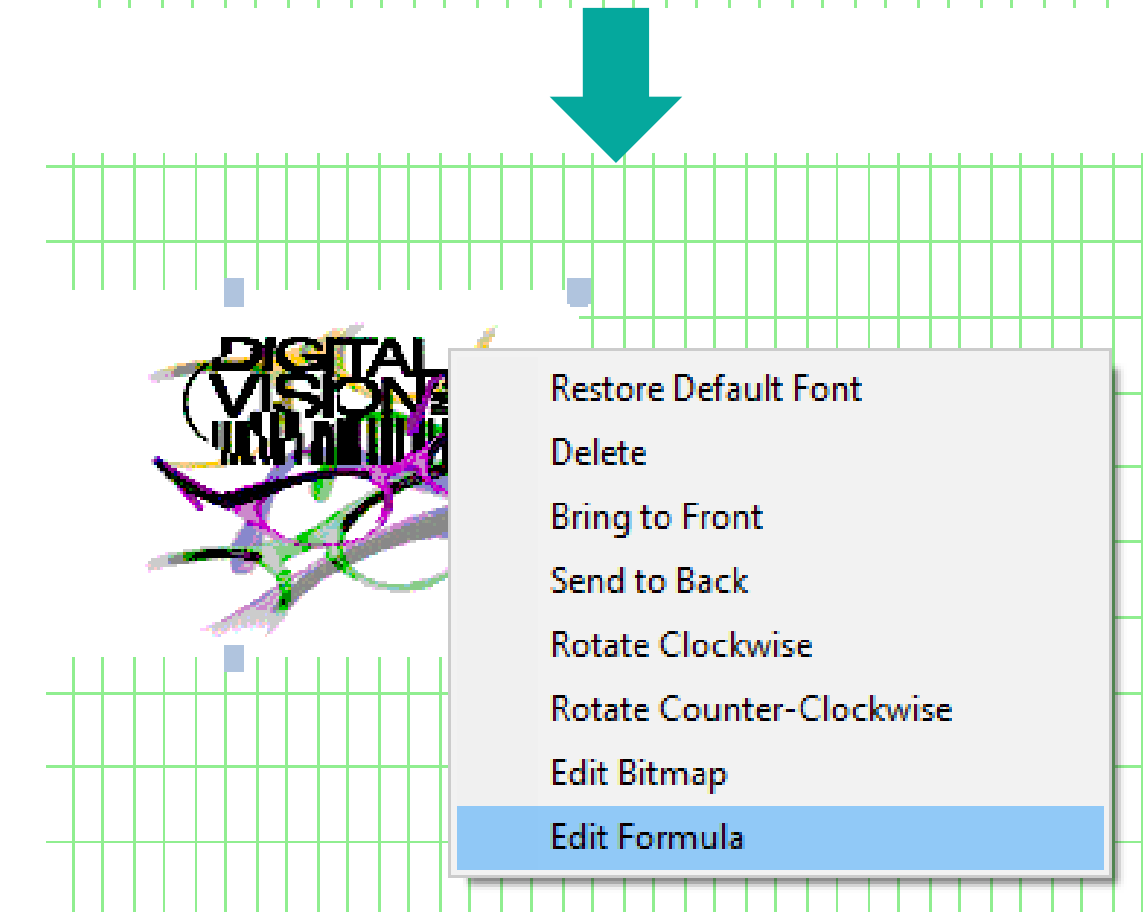 DIGITAL
VISION
Restore Default Font
Delete
Bring to Front
Send to Back
Rotate Clockwise
Rotate Counter-Clockwise
Edit Bitmap
Edit Formula